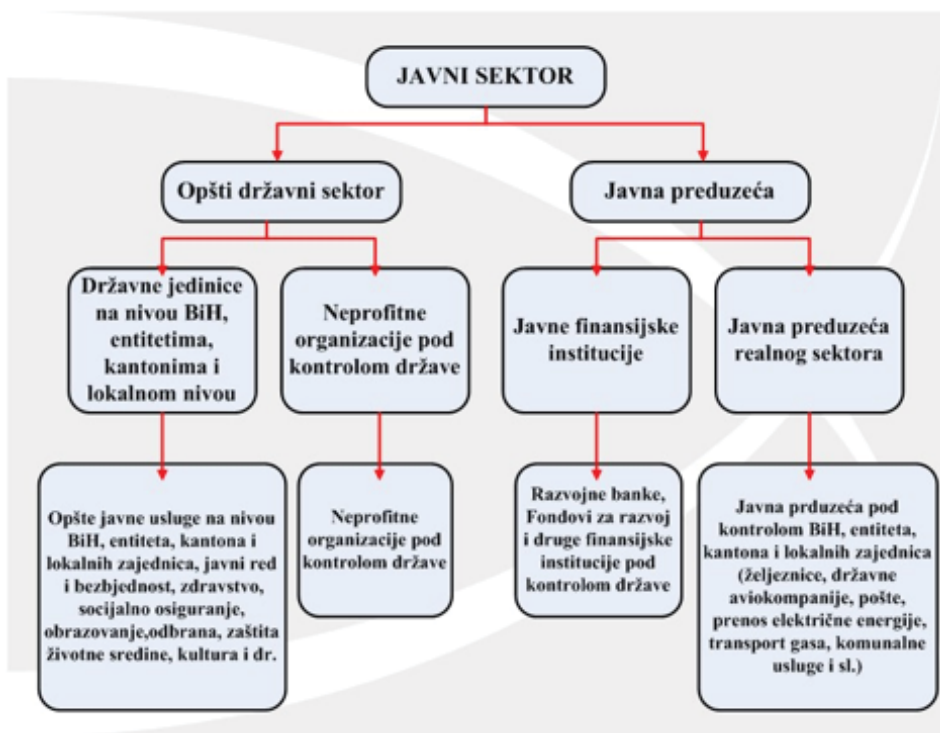 JAVNI SEKTOR
Opšti državni sektor
Javna preduzeća
Državne jedinice
na nivou BiH,
entitetima,
kantonima i
lokalnom nivou
Neprofitne
organizacije pod
kontrolom države
Javne finansijske
institucije
Javna preduzeća
realnog sektora
Opšte javne usluge na nivou
BiH, entiteta, kantona i
lokalnih zajednica, javni red
i bezbjednost, zdravstvo,
socijalno osiguranje,
obrazovanje,odbrana, zaštita
životne sredine, kultura i dr.
Neprofitne
organizacije pod
kontrolom države
Razvojne banke,
Fondovi za razvoj
i druge finansijske
institucije pod
kontrolom države
Javna prduzeća pod
kontrolom BiH, entiteta,
kantona i lokalnih zajednica
(željeznice, državne
aviokompanije, pošte,
prenos električne energije,
transport gasa, komunalne
usluge i sl.)